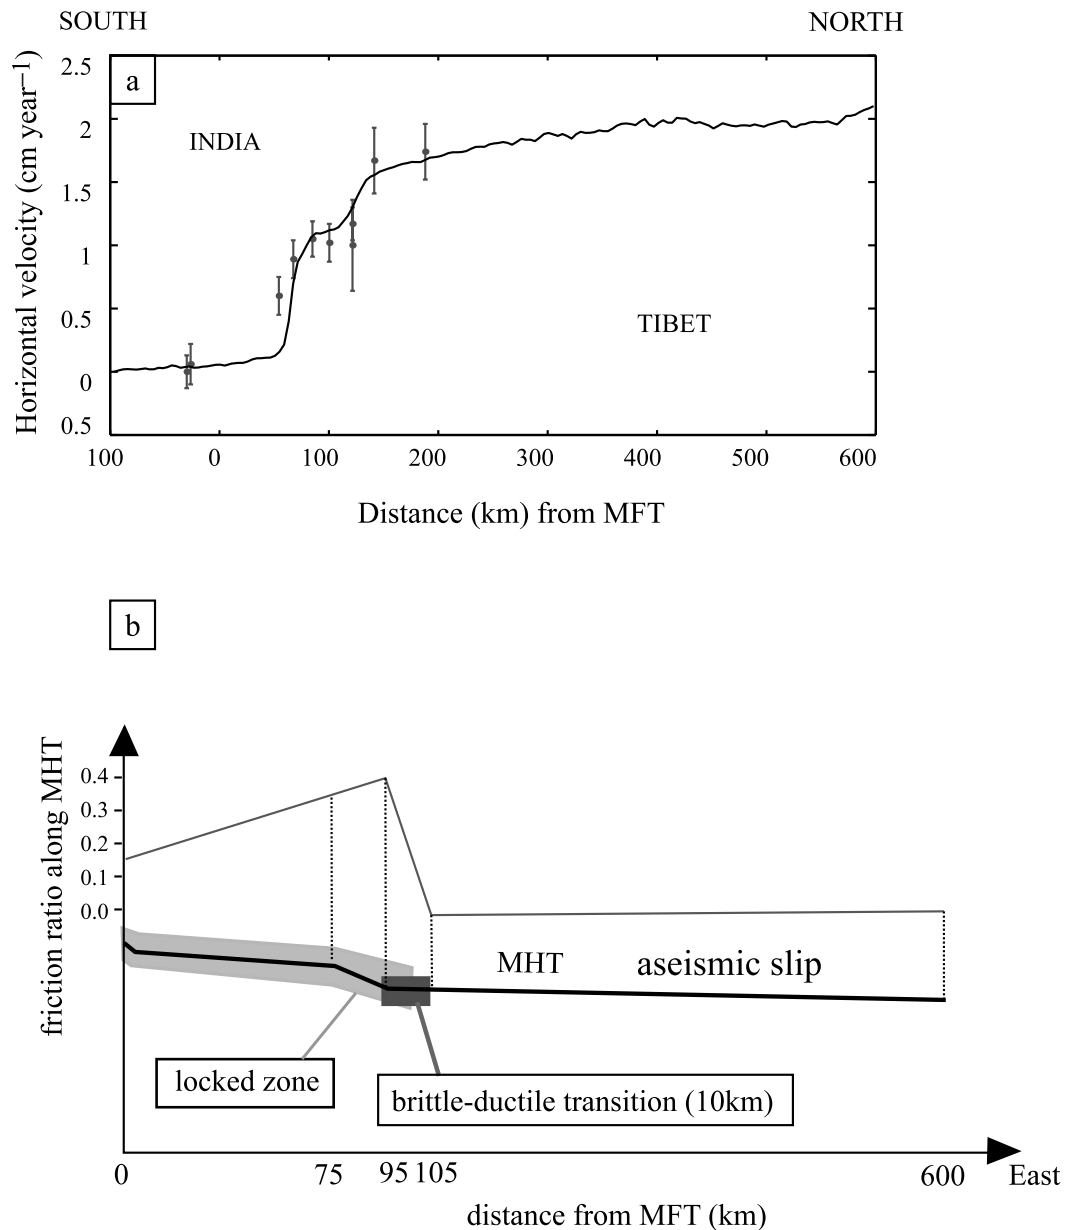 SOUTH NORTH
a
Horizontal velocity (cm year−1)
2.5
2
1.5
1
0.5
0
0.5
INDIA
TIBET
100 0 100 200 300 400 500 600
Distance (km) from MFT
b
friction ratio along MHT
0.4
0.3
0.2
0.1
0.0
MHT aseismic slip
locked zone
brittle-ductile transition (10km)
0 75 95 105 600 East
distance from MFT (km)